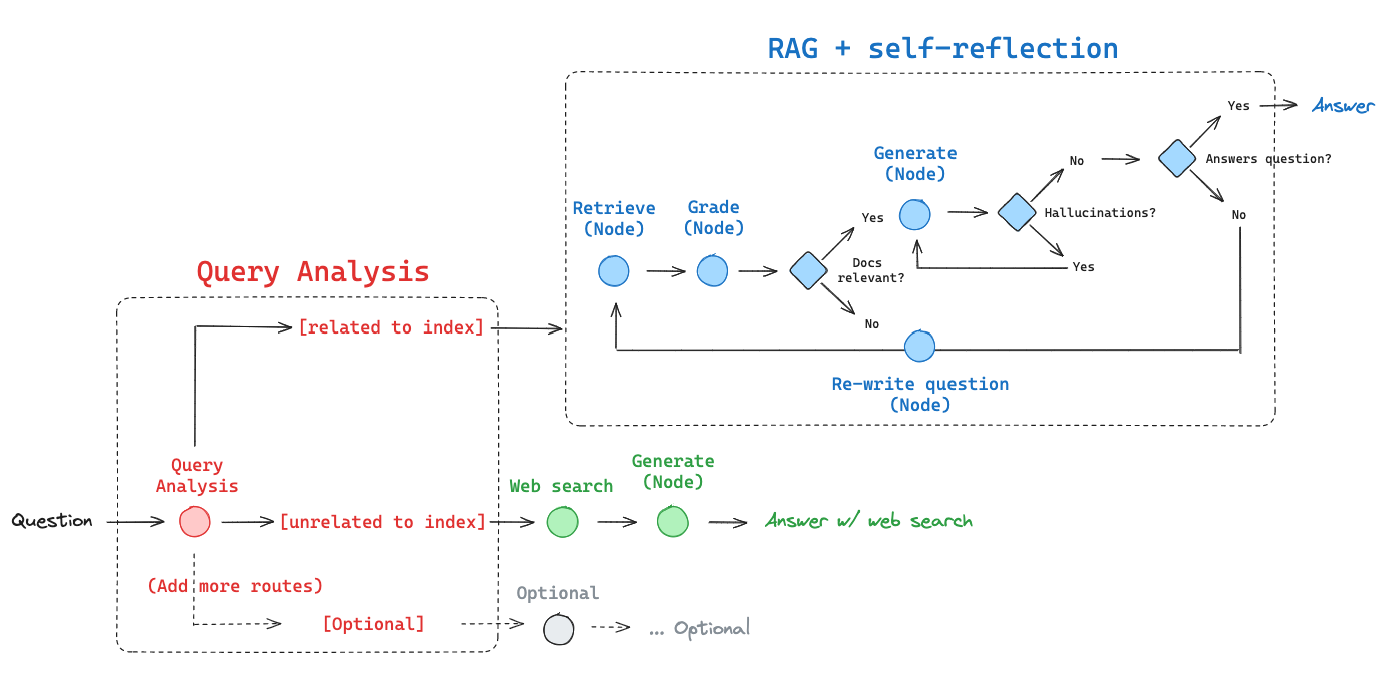 RAG + self-reflection
Yes
Answer
Generate
(Node)
No
Answers question?
Retrieve
(Node)
Grade
(Node)
Yes
Hallucinations?
No
Docs
relevant?
Yes
No
Re-write question
(Node)
Query Analysis
[related to index]
Query
Analysis
Question
[unrelated to index]
Web search
Generate
(Node)
Answer w/ web search
(Add more routes)
[Optional]
Optional
... Optional